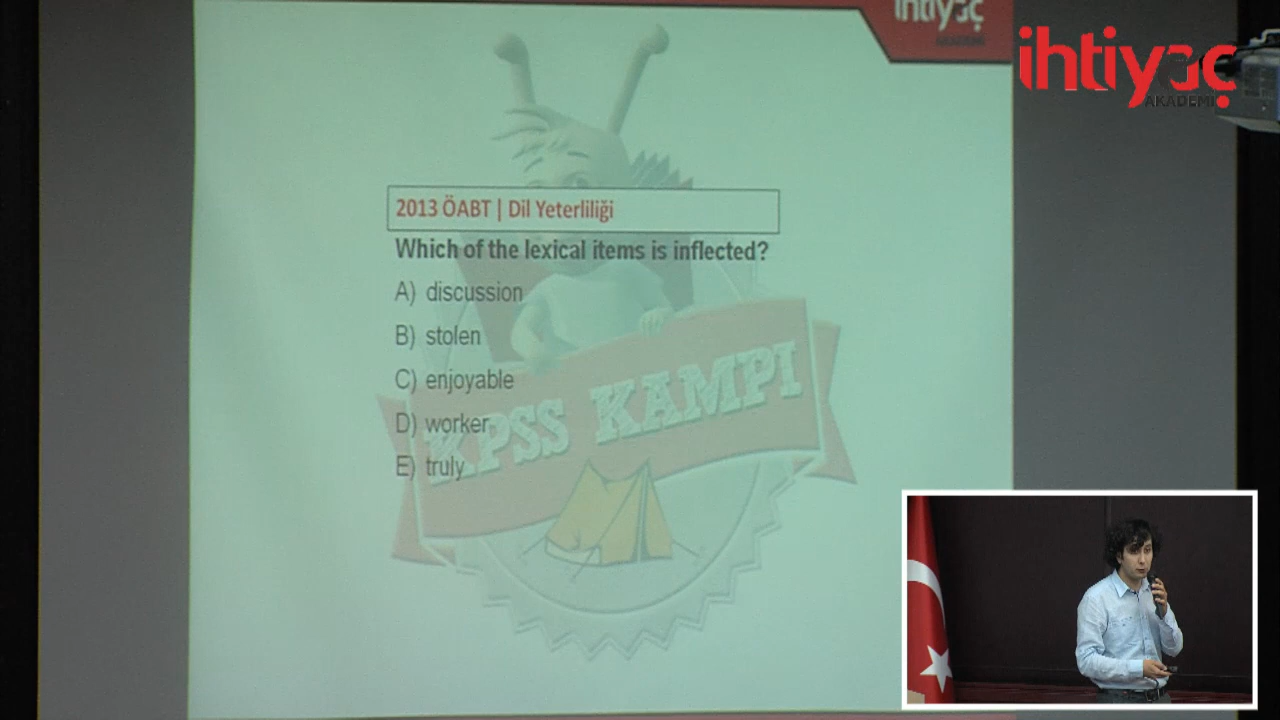 ihtiyaç
AKADEMİ
ihtiyaç
AKADEMİ
2013 ÖABT | Dil Yeterliliği
Which of the lexical items is inflected?
A) discussion
B) stolen
C) enjoyable
D) worker
E) truly
KPSS KAMPI